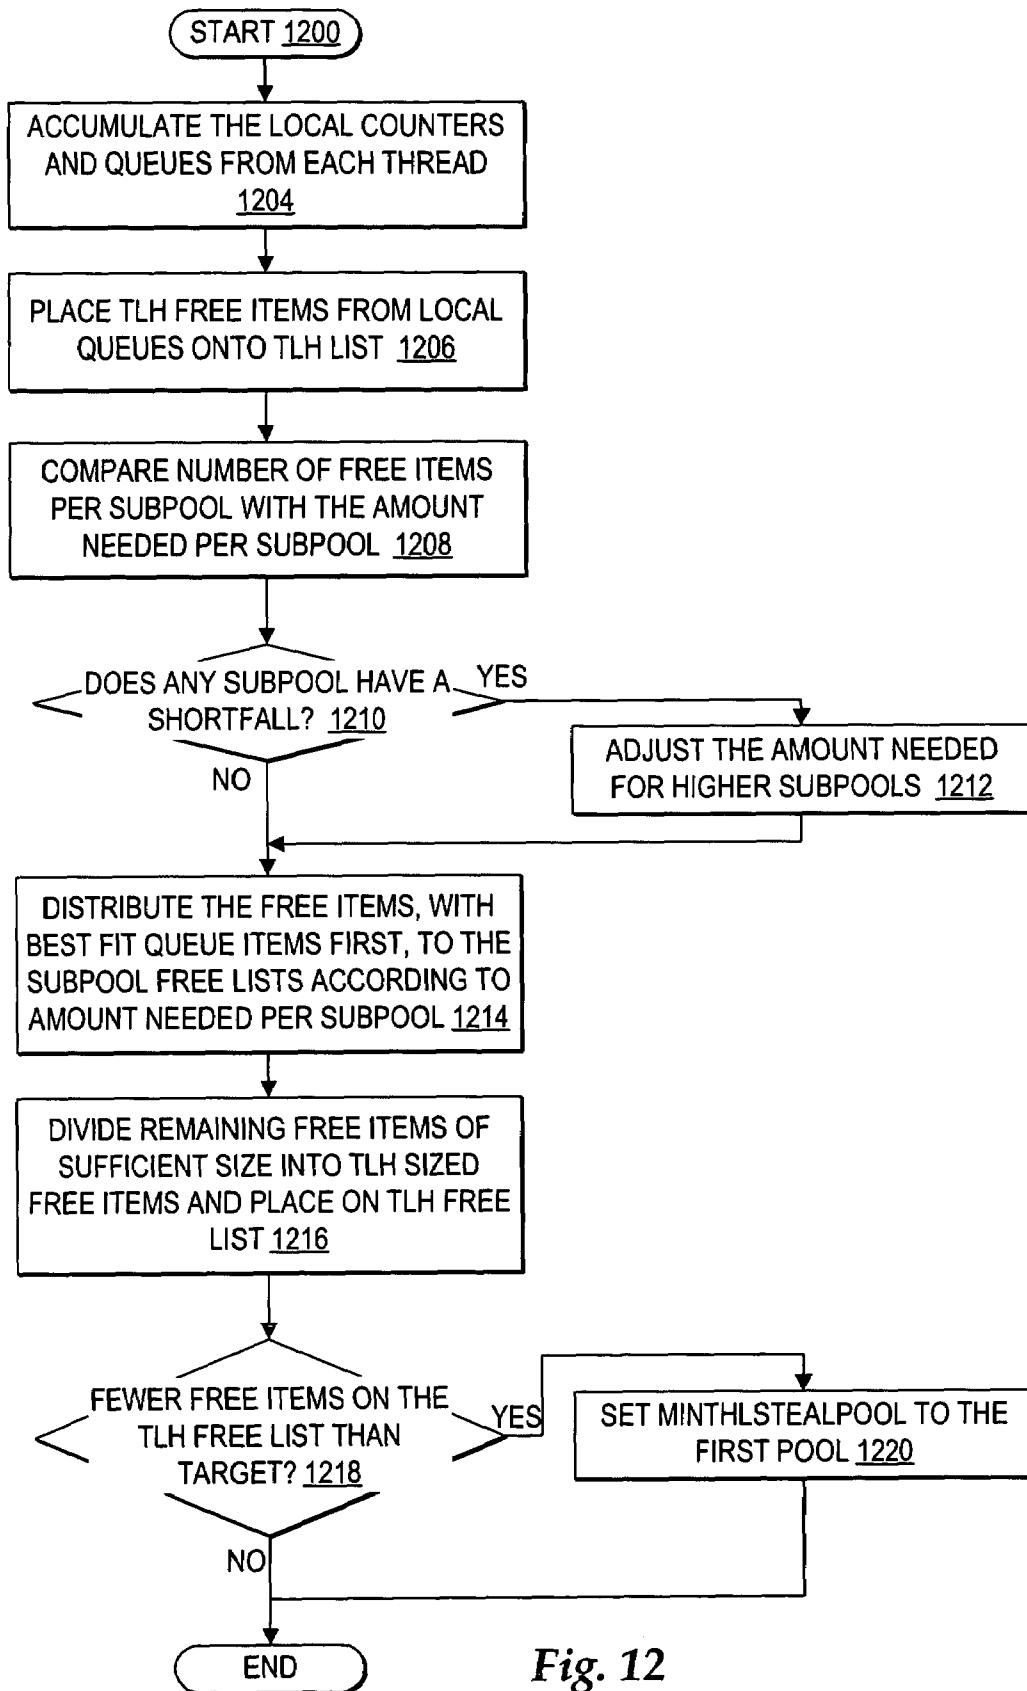 START 1200
ACCUMULATE THE LOCAL COUNTERS
AND QUEUES FROM EACH THREAD
1204
PLACE TLH FREE ITEMS FROM LOCAL
QUEUES ONTO TLH LIST 1206
COMPARE NUMBER OF FREE ITEMS
PER SUBPOOL WITH THE AMOUNT
NEEDED PER SUBPOOL 1208
DOES ANY SUBPOOL HAVE A
SHORTFALL? 1210
YES
NO
ADJUST THE AMOUNT NEEDED
FOR HIGHER SUBPOOLS 1212
DISTRIBUTE THE FREE ITEMS, WITH
BEST FIT QUEUE ITEMS FIRST, TO THE
SUBPOOL FREE LISTS ACCORDING TO
AMOUNT NEEDED PER SUBPOOL 1214
DIVIDE REMAINING FREE ITEMS OF
SUFFICIENT SIZE INTO TLH SIZED
FREE ITEMS AND PLACE ON TLH FREE
LIST 1216
FEWER FREE ITEMS ON THE
TLH FREE LIST THAN
TARGET? 1218
YES
NO
SET MINTHLSTEALPOOL TO THE
FIRST POOL 1220
END
Fig. 12